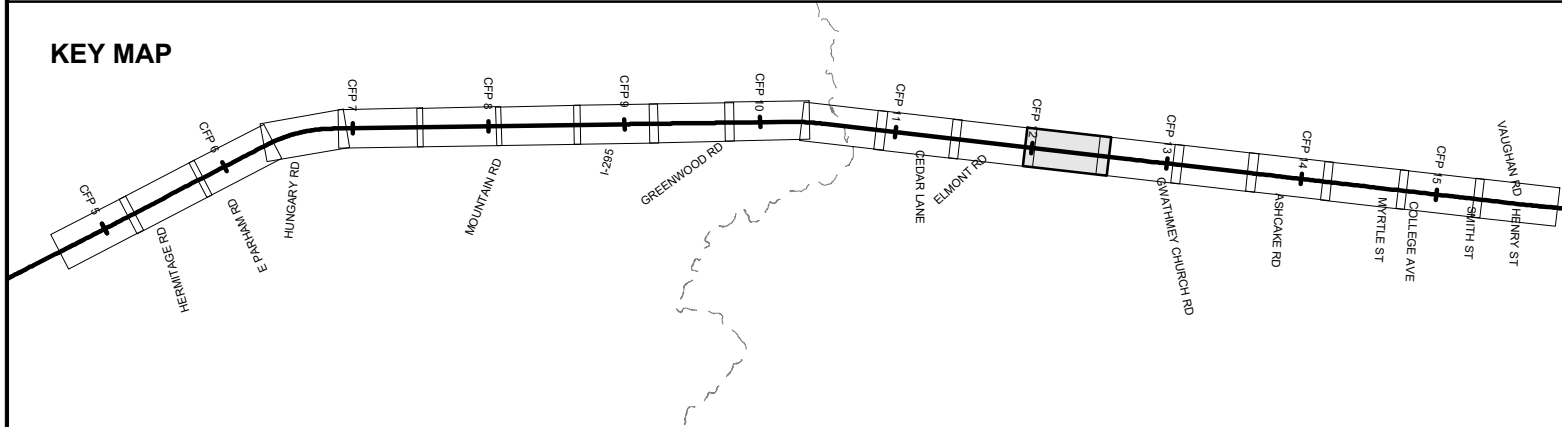 KEY MAP
CFP 5
HERMITAGE RD
CFP 6
E PARHAM RD
HUNGARY RD
CFP 7
CFP 8
MOUNTAIN RD
CFP 9
I-295
CFP 10
GREENWOOD RD
CFP 11
CEDAR LANE
ELMONT RD
CFP 12
CFP 13
GWATHMEY CHURCH RD
CFP 14
ASHCAKE RD
CFP 15
MYRTLE ST
COLLEGE AVE
SMITH ST
VAUGHAN RD
HENRY ST